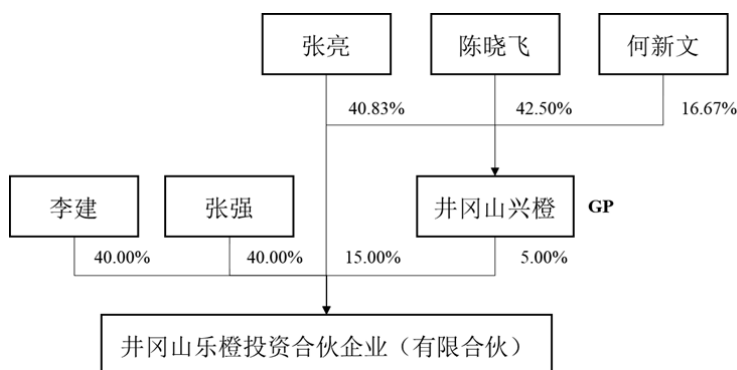 张亮
陈晓飞
何新文
40.83%
42.50%
16.67%
李建
张强
井冈山兴橙
GP
40.00%
40.00%
15.00%
5.00%
井冈山乐橙投资合伙企业（有限合伙）